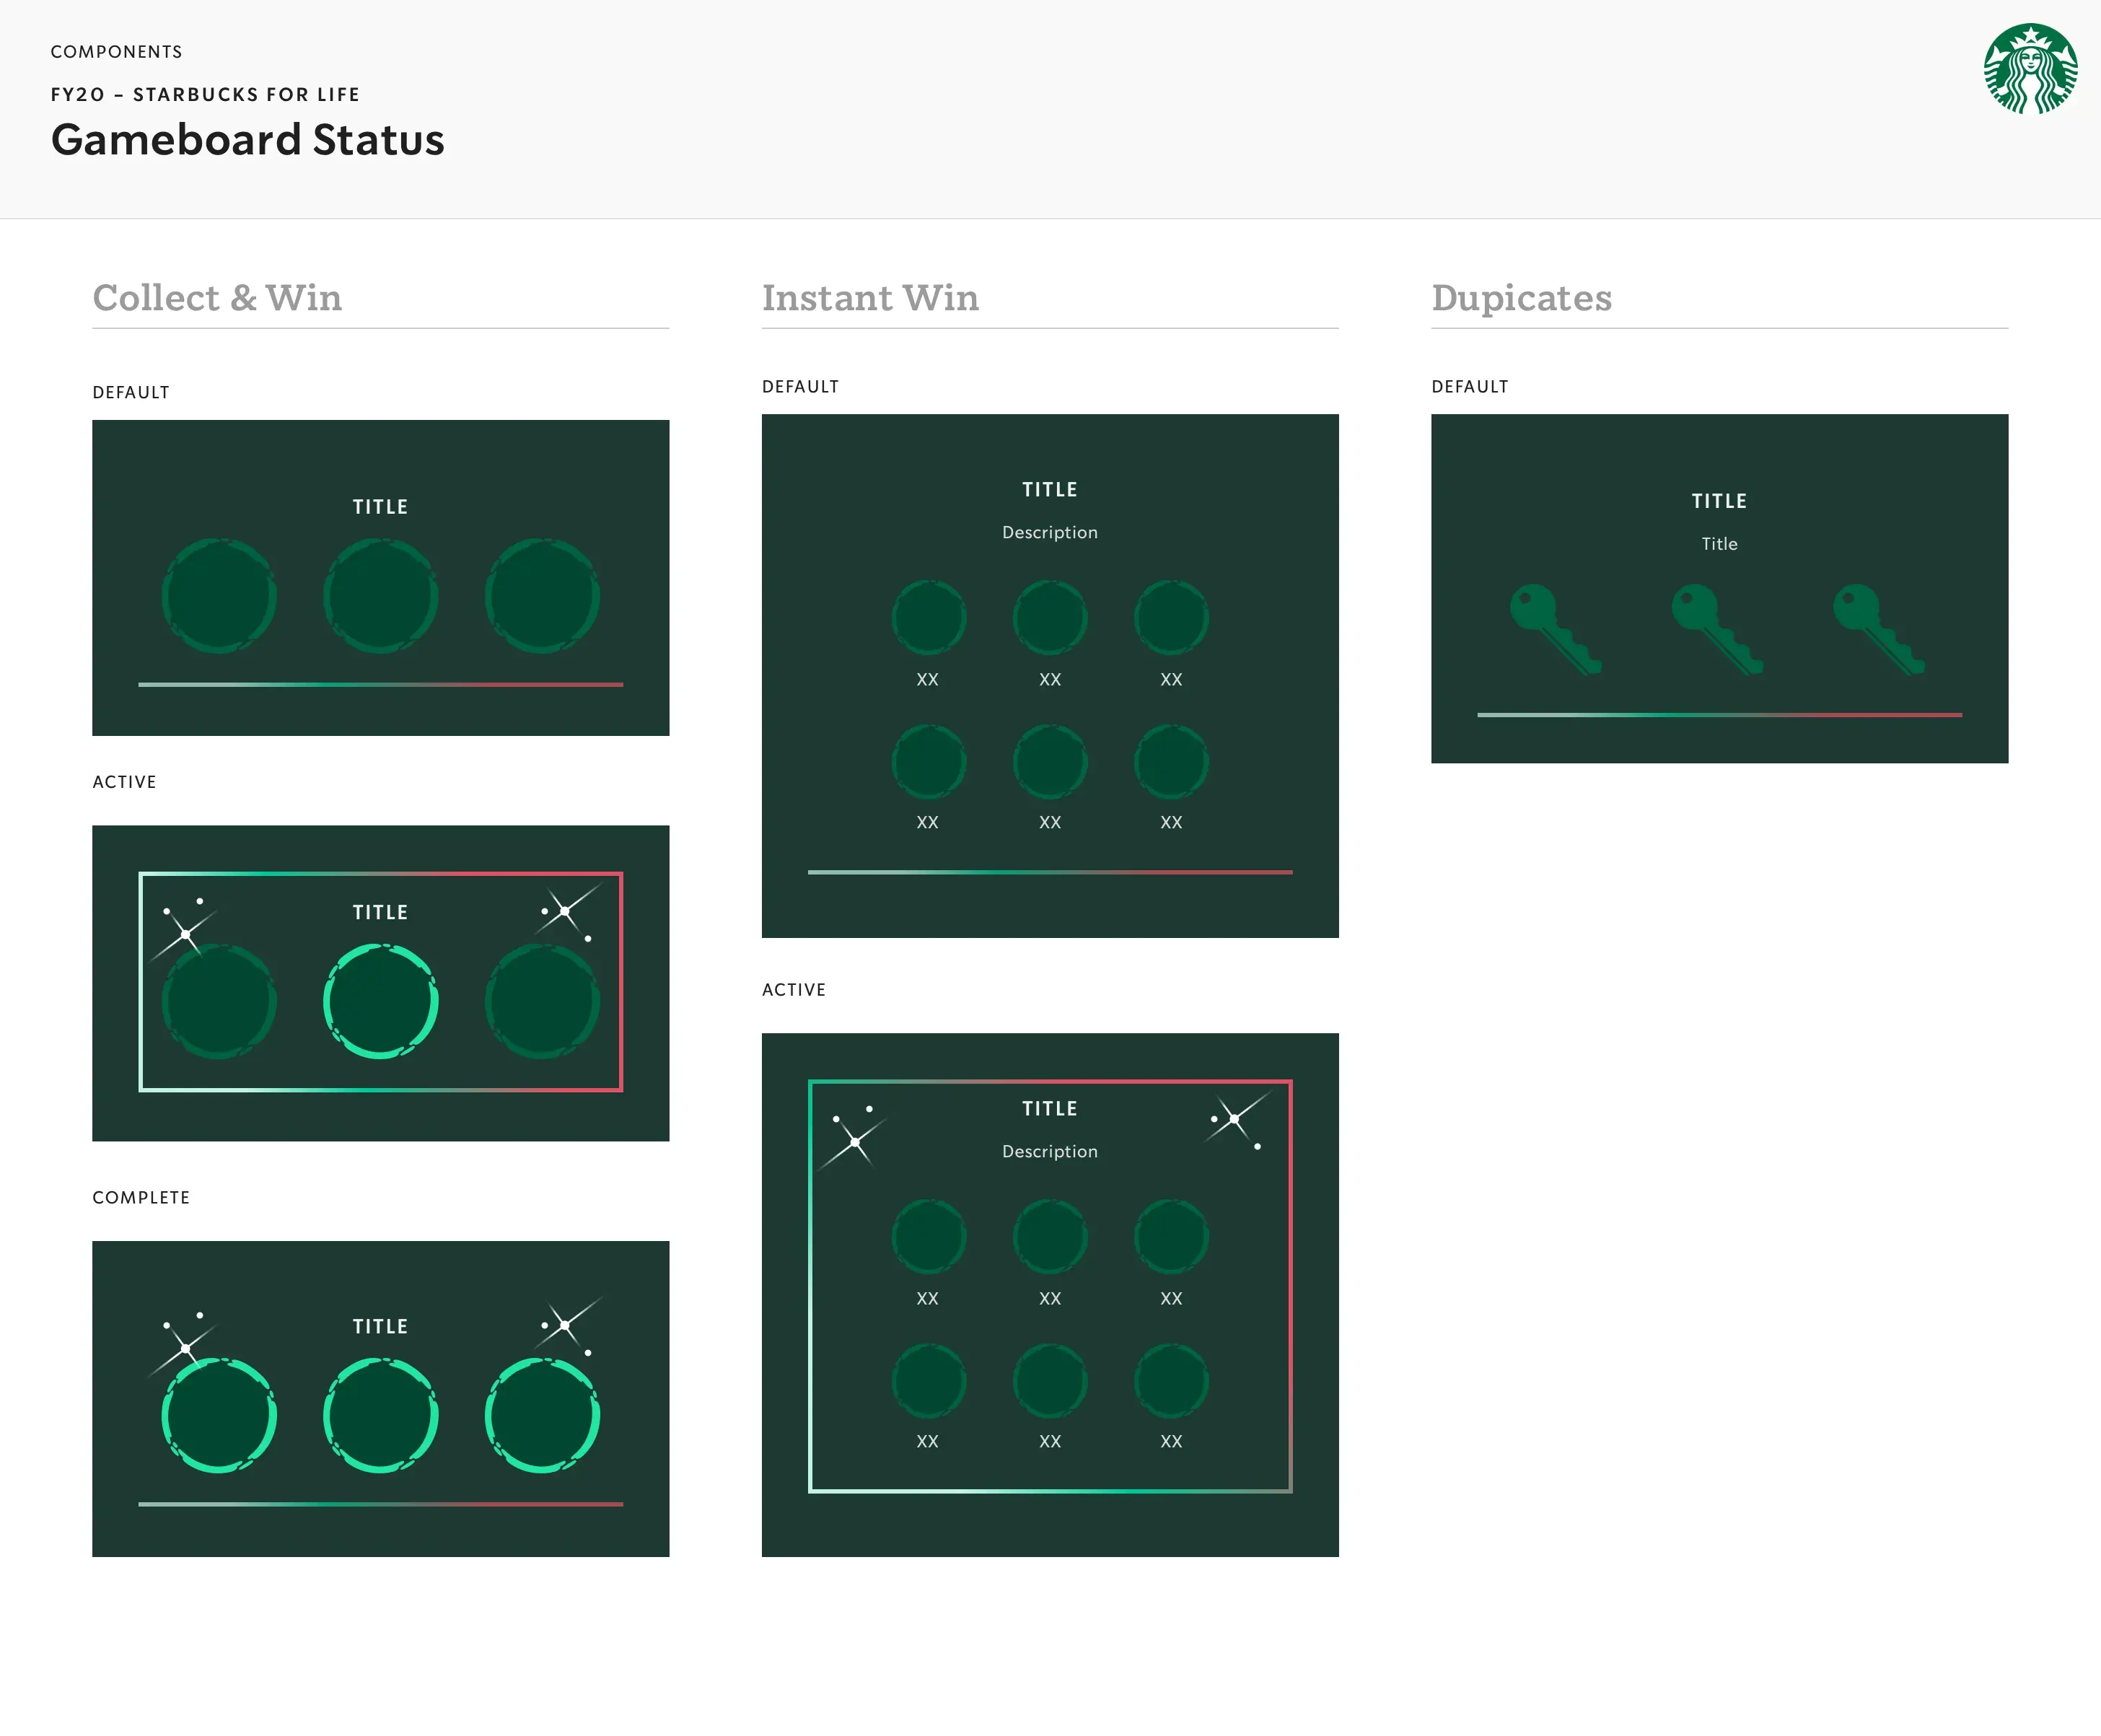 COMPONENTS
FY20 – STARBUCKS FOR LIFE
Gameboard Status
Collect & Win
DEFAULT
TITLE
ACTIVE
TITLE
COMPLETE
TITLE
Instant Win
DEFAULT
TITLE
Description
XX XX XX
XX XX XX
ACTIVE
TITLE
Description
XX XX XX
XX XX XX
Dupicates
DEFAULT
TITLE
Title